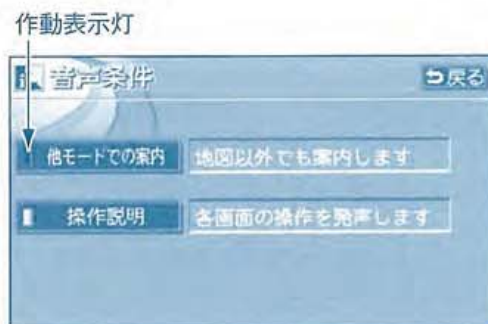 作動表示灯
音声条件
戻る
他モードでの案内 地図以外でも案内します
操作説明 各画面の操作を発声します